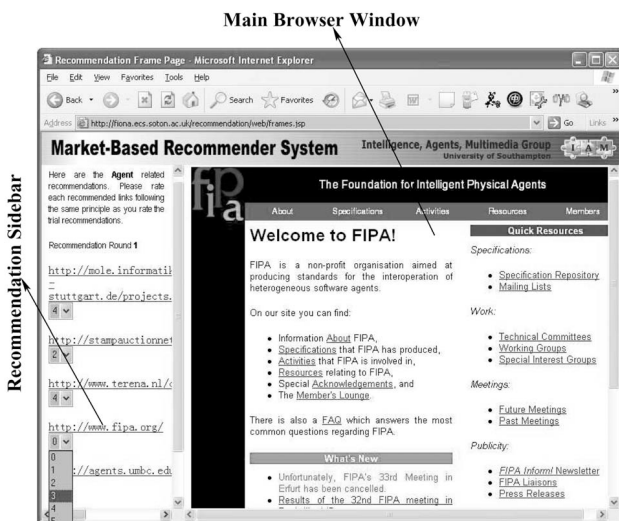 Main Browser Window
Recommendation Sidebar
Recommendation Frame Page - Microsoft Internet Explorer
File Edit View Favorites Tools Help
Back Search Favorites
Address http://fiona.ecs.soton.ac.uk/recommendation/web/frames.jsp Go Links
Market-Based Recommender System
Intelligence, Agents, Multimedia Group
University of Southampton
I A M
Here are the Agent related
recommendations. Please rate
each recommended links following
the same principle as you rate the
trial recommendations.
Recommendation Round 1
http://mole.informatik
-
stuttgart.de/projects.
4
http://stampauctionnet
2
http://www.terena.nl/
4
http://www.fipa.org/
0
0
1
2
3
4
://agents.umbc.edu
fipa
The Foundation for Intelligent Physical Agents
About Specifications Activities Resources Members
Welcome to FIPA!
FIPA is a non-profit organisation aimed at
producing standards for the interoperation of
heterogeneous software agents.
On our site you can find:
Information About FIPA,
Specifications that FIPA has produced,
Activities that FIPA is involved in,
Resources relating to FIPA,
Special Acknowledgements, and
The Member's Lounge.
There is also a FAQ which answers the most
common questions regarding FIPA.
What's New
Unfortunately, FIPA's 33rd Meeting in
Erfurt has been cancelled.
Results of the 32nd FIPA meeting in
Quick Resources
Specifications:
Specification Repository
Mailing Lists
Work:
Technical Committees
Working Groups
Special Interest Groups
Meetings:
Future Meetings
Past Meetings
Publicity:
FIPA Inform! Newsletter
FIPA Liaisons
Press Releases